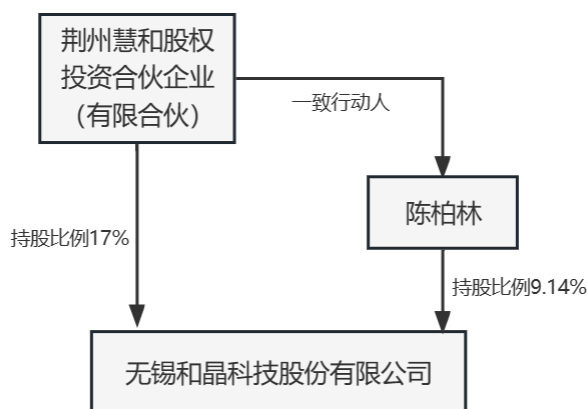 荆州慧和股权
投资合伙企业
（有限合伙）
一致行动人
陈柏林
持股比例17%
持股比例9.14%
无锡和晶科技股份有限公司